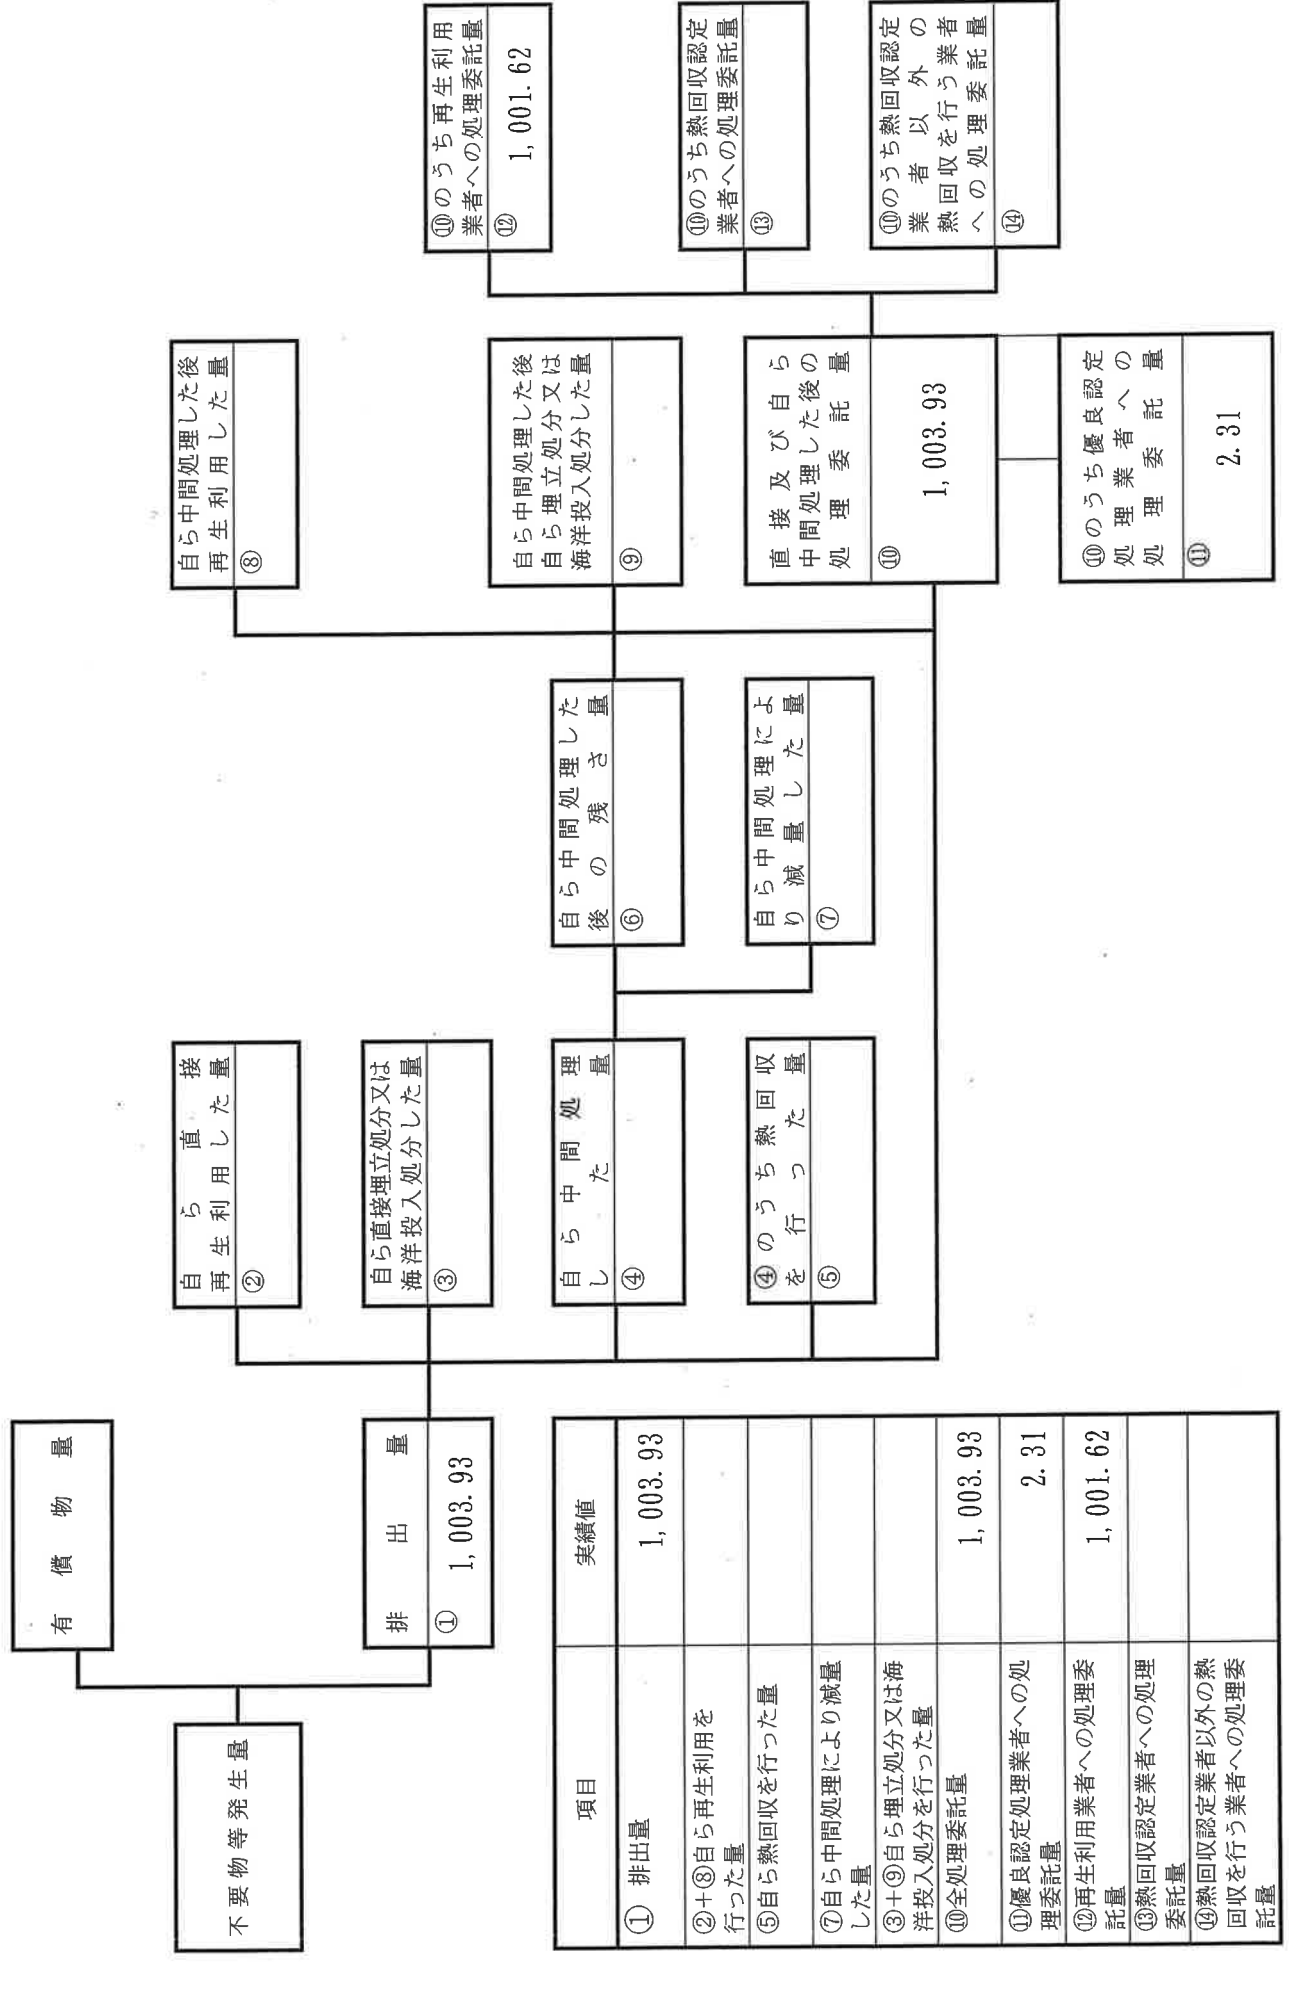 不要物等発生量
有償物量
排出量
① 1,003.93
自ら直接
再生利用した量
②
自ら直接埋立処分又は
海洋投入処分した量
③
自ら中間処理
した量
④
④のうち熱回収
を行った量
⑤
自ら中間処理した
後の残さ量
⑥
自ら中間処理によ
り減量した量
⑦
自ら中間処理した後
再生利用した量
⑧
自ら中間処理した後
自ら埋立処分又は
海洋投入処分した量
⑨
直接及び自ら
中間処理した後の
処理委託量
⑩ 1,003.93
⑩のうち優良認定
処理業者への
処理委託量
⑪ 2.31
⑩のうち再生利用
業者への処理委託量
⑫ 1,001.62
⑩のうち熱回収認定
業者への処理委託量
⑬
⑩のうち熱回収認定
業者以外の
熱回収を行う業者
への処理委託量
⑭
項目 実績値
① 排出量 1,003.93
②+⑧自ら再生利用を
行った量
⑤自ら熱回収を行った量
⑦自ら中間処理により減量
した量
③+⑨自ら埋立処分又は海
洋投入処分を行った量
⑩全処理委託量 1,003.93
⑪優良認定処理業者への処
理委託量 2.31
⑫再生利用業者への処理委
託量 1,001.62
⑬熱回収認定業者への処理
委託量
⑭熱回収認定業者以外の熱
回収を行う業者への処理委
託量